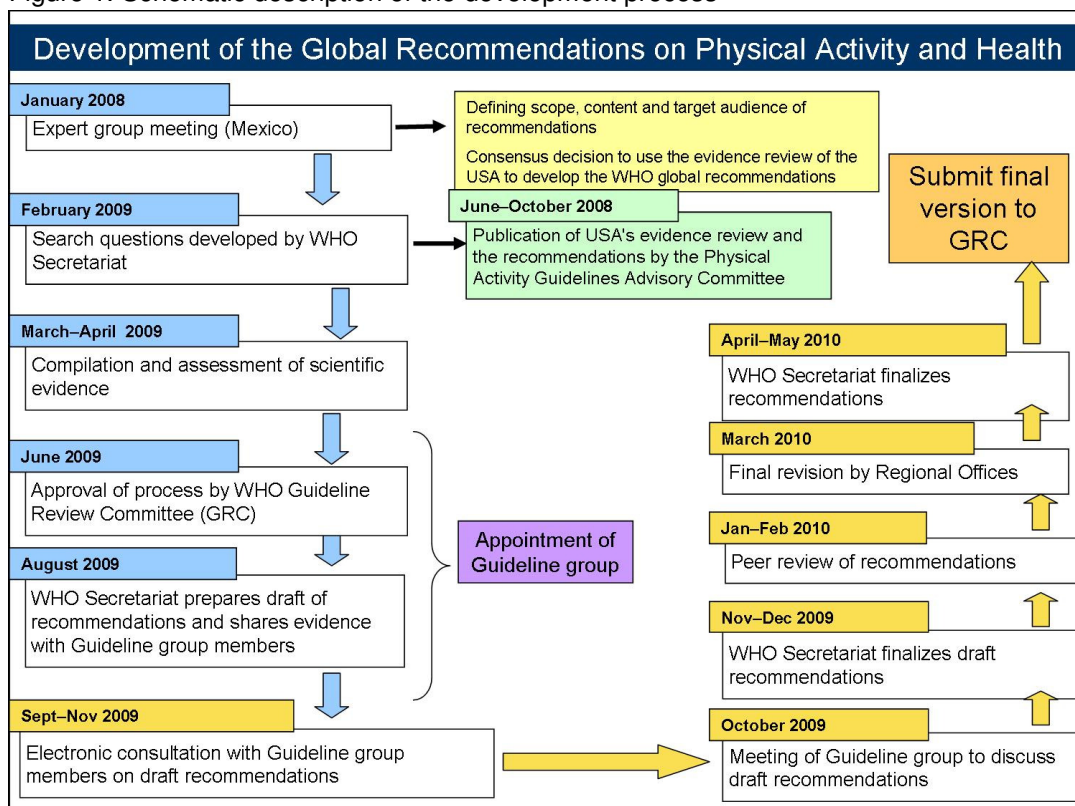 Figure 1: Schematic description of the development process
Development of the Global Recommendations on Physical Activity and Health
January 2008
Expert group meeting (Mexico)
Defining scope, content and target audience of
recommendations
Consensus decision to use the evidence review of the
USA to develop the WHO global recommendations
February 2009
Search questions developed by WHO
Secretariat
June–October 2008
Publication of USA's evidence review and
the recommendations by the Physical
Activity Guidelines Advisory Committee
March–April 2009
Compilation and assessment of scientific
evidence
June 2009
Approval of process by WHO Guideline
Review Committee (GRC)
August 2009
WHO Secretariat prepares draft of
recommendations and shares evidence
with Guideline group members
Appointment of
Guideline group
Sept–Nov 2009
Electronic consultation with Guideline group
members on draft recommendations
October 2009
Meeting of Guideline group to discuss
draft recommendations
Nov–Dec 2009
WHO Secretariat finalizes draft
recommendations
Jan–Feb 2010
Peer review of recommendations
March 2010
Final revision by Regional Offices
April–May 2010
WHO Secretariat finalizes
recommendations
Submit final
version to
GRC